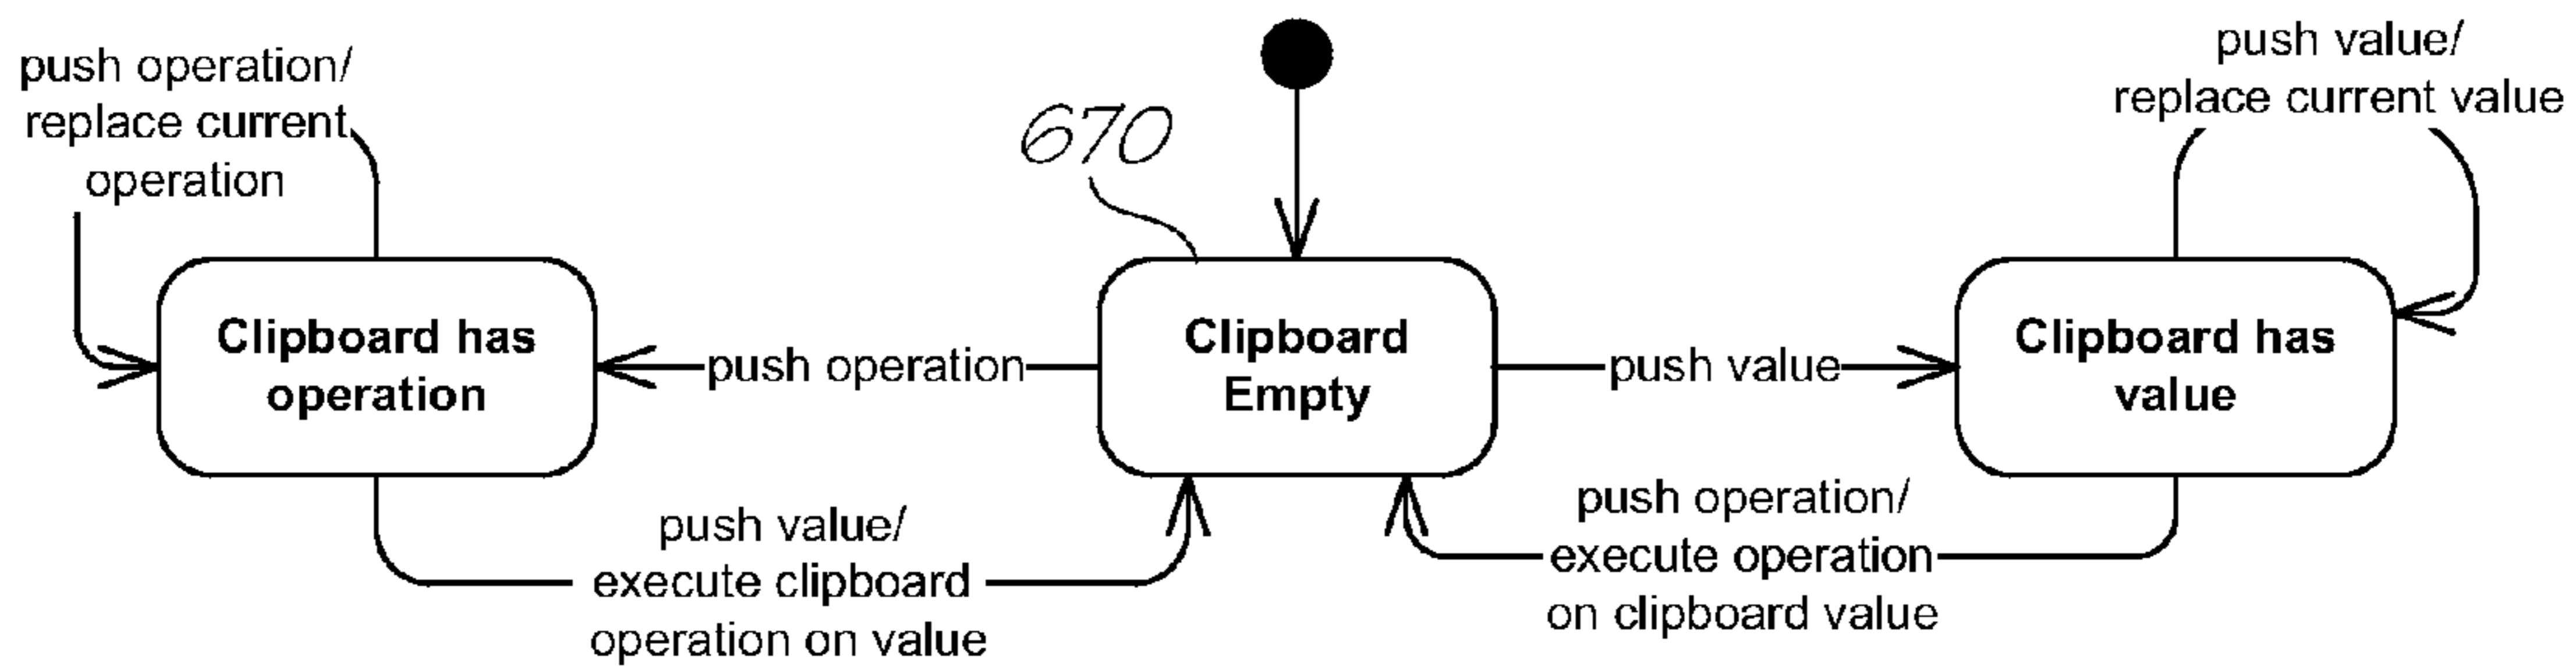 push operation/
replace current
operation
670
push value/
replace current value
Clipboard has
operation
push operation
Clipboard
Empty
push value
Clipboard has
value
push value/
execute clipboard
operation on value
push operation/
execute operation
on clipboard value